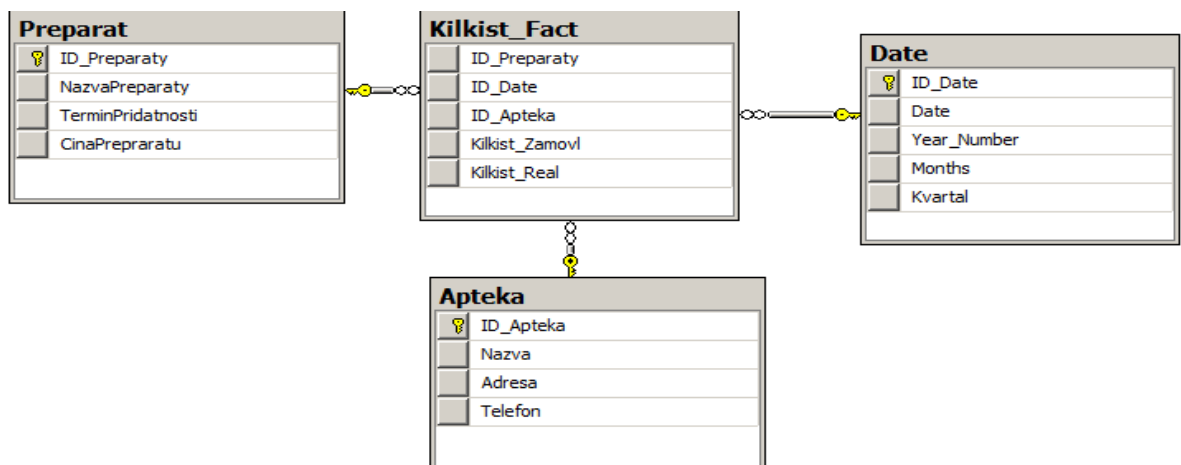 Preparat
ID_Preparaty
NazvaPreparaty
TerminPridatnosti
CinaPrepraratu
Kilkist_Fact
ID_Preparaty
ID_Date
ID_Apteka
Kilkist_Zamovl
Kilkist_Real
Date
ID_Date
Date
Year_Number
Months
Kvartal
Apteka
ID_Apteka
Nazva
Adresa
Telefon